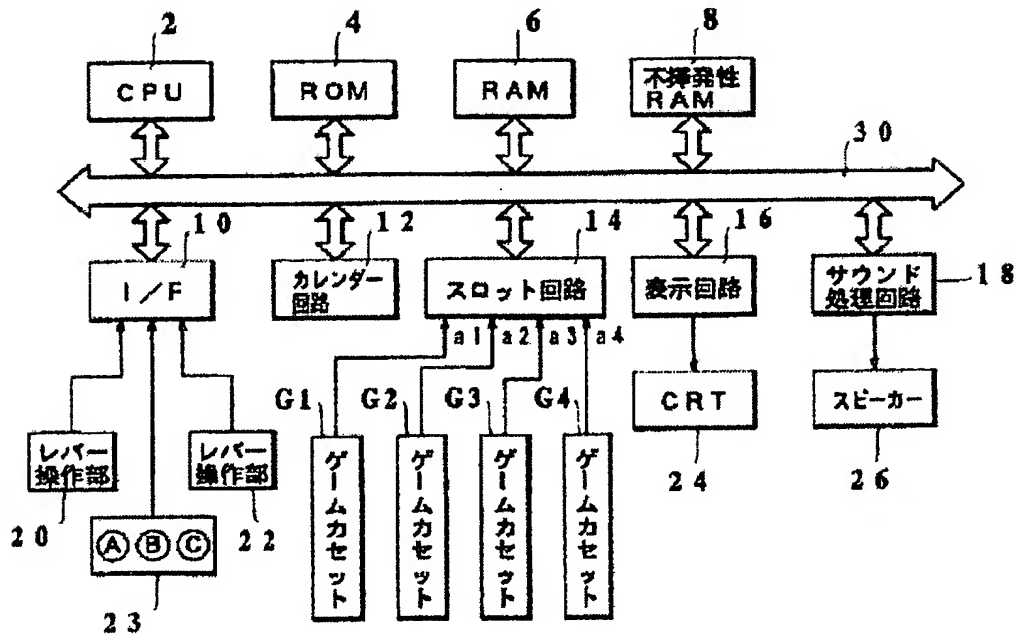 2
4
6
8
CPU
ROM
RAM
不揮発性
RAM
30
10
12
14
16
I/F
カレンダー
回路
スロット回路
表示回路
サウンド
処理回路
18
a1
a2
a3
a4
G1
G2
G3
G4
CRT
スピーカー
レバー
操作部
レバー
操作部
ゲームカセット
ゲームカセット
ゲームカセット
ゲームカセット
24
26
20
Ⓐ Ⓑ Ⓒ
22
23